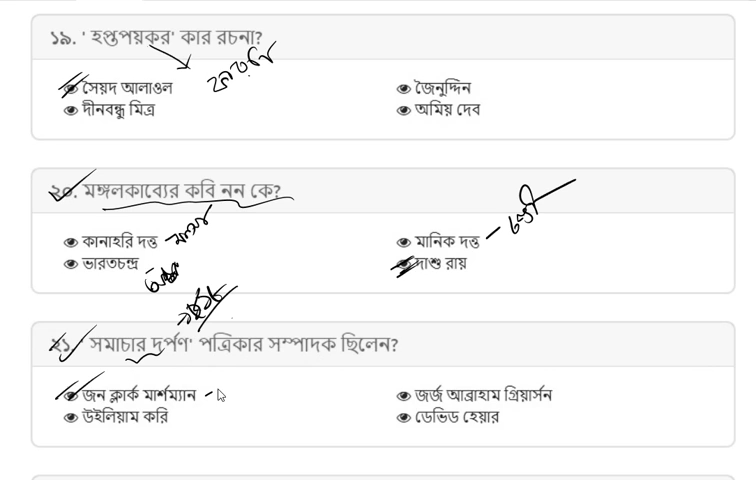 ১৯. ' হপ্তপয়কর' কার রচনা?
সৈয়দ আলাওল
জৈনুদ্দিন
দীনবন্ধু মিত্র
অমিয় দেব
২০. মঙ্গলকাব্যের কবি নন কে?
কানাহরি দত্ত
মানিক দত্ত
ভারতচন্দ্র
দাশু রায়
২১. 'সমাচার দর্পণ' পত্রিকার সম্পাদক ছিলেন?
জন ক্লার্ক মার্শম্যান
জর্জ আব্রাহাম গ্রিয়ার্সন
উইলিয়াম করি
ডেভিড হেয়ার